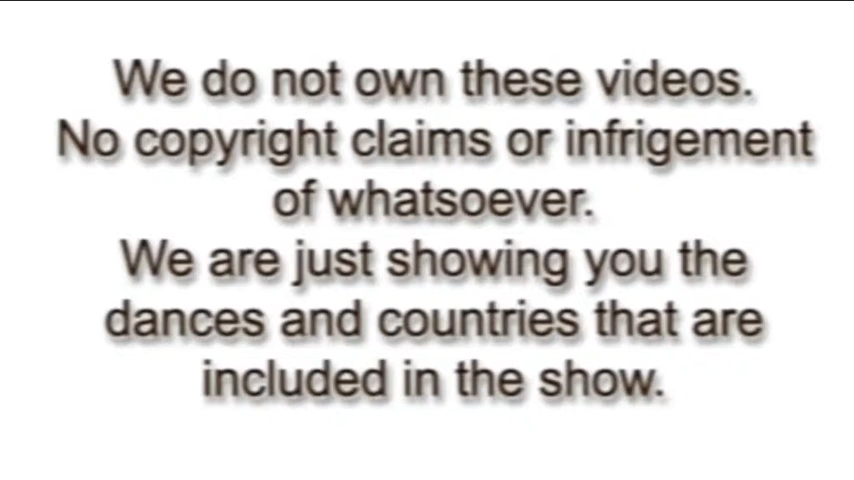 We do not own these videos.
No copyright claims or infrigement
of whatsoever.
We are just showing you the
dances and countries that are
included in the show.